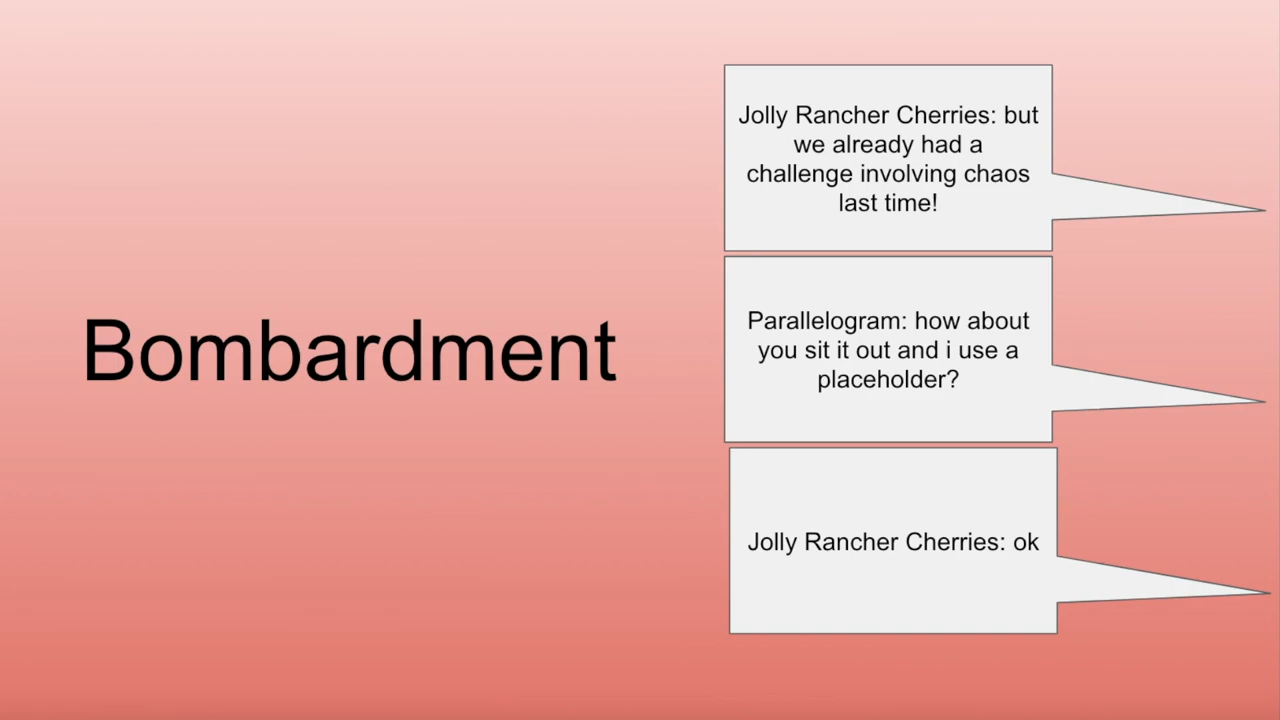 Bombardment
Jolly Rancher Cherries: but
we already had a
challenge involving chaos
last time!
Parallelogram: how about
you sit it out and i use a
placeholder?
Jolly Rancher Cherries: ok